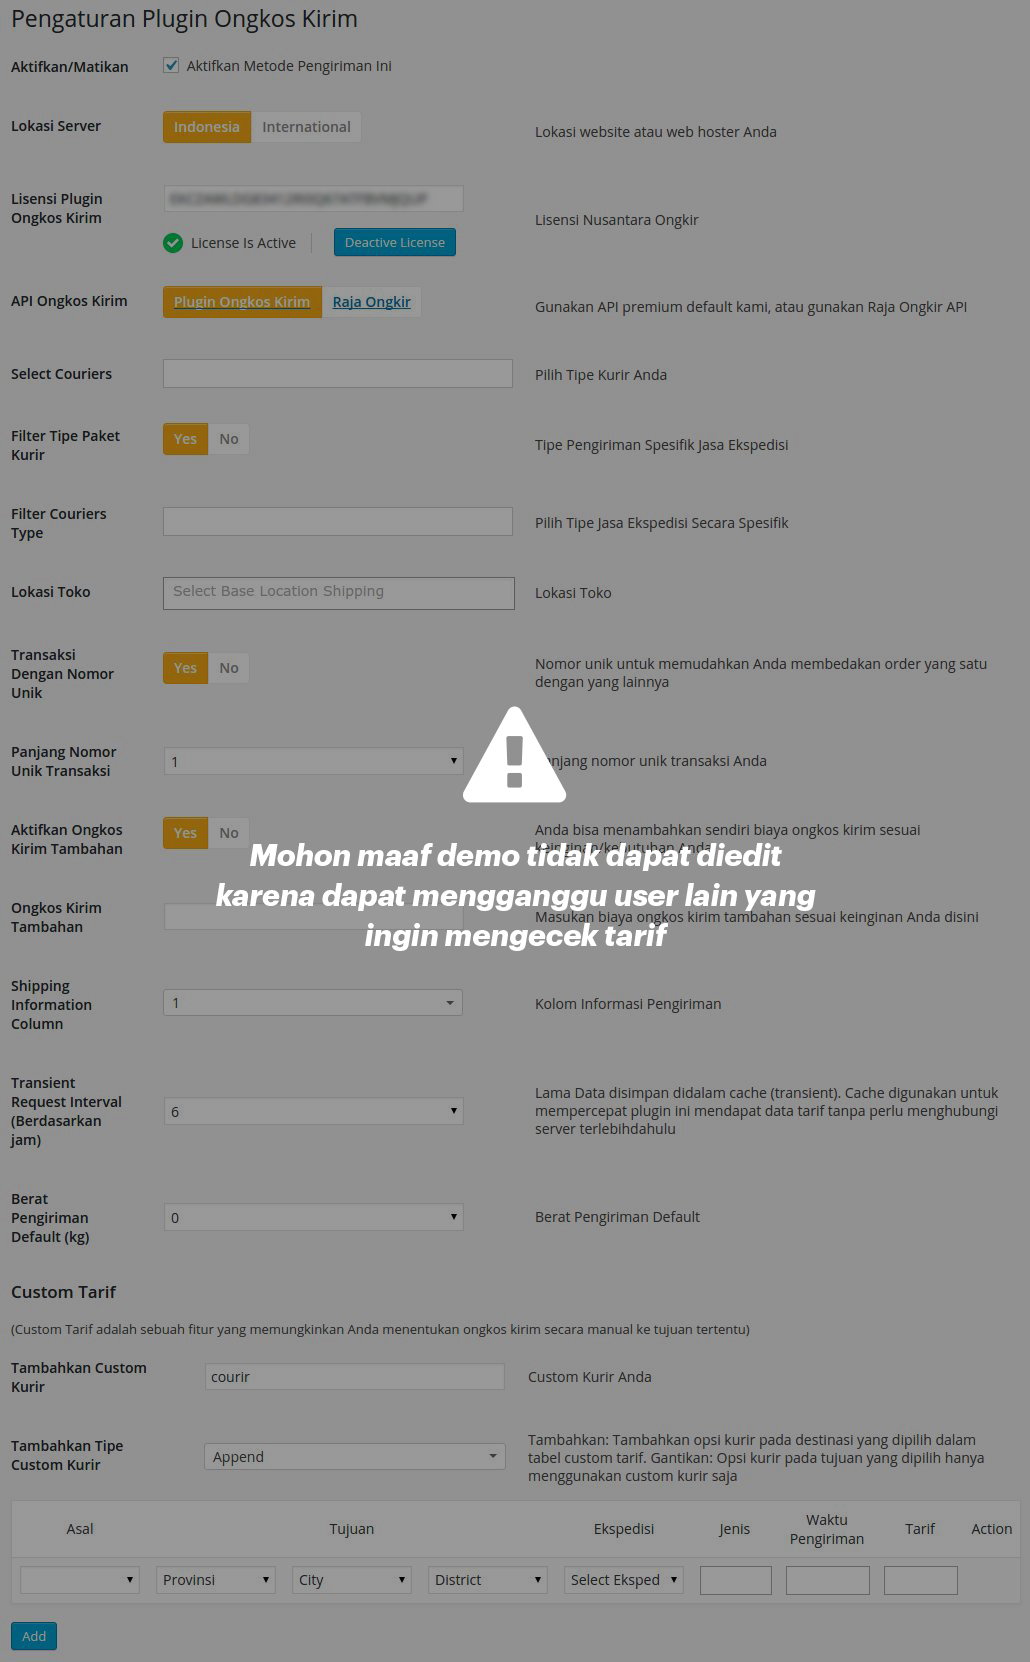 Pengaturan Plugin Ongkos Kirim
Aktifkan/Matikan
Aktifkan Metode Pengiriman Ini
Lokasi Server
Indonesia
International
Lokasi website atau web hoster Anda
Lisensi Plugin
Ongkos Kirim
License Is Active
Deactive License
Lisensi Nusantara Ongkir
API Ongkos Kirim
Plugin Ongkos Kirim
Raja Ongkir
Gunakan API premium default kami, atau gunakan Raja Ongkir API
Select Couriers
Pilih Tipe Kurir Anda
Filter Tipe Paket
Kurir
Yes
No
Tipe Pengiriman Spesifik Jasa Ekspedisi
Filter Couriers
Type
Pilih Tipe Jasa Ekspedisi Secara Spesifik
Lokasi Toko
Select Base Location Shipping
Lokasi Toko
Transaksi
Dengan Nomor
Unik
Yes
No
Nomor unik untuk memudahkan Anda membedakan order yang satu
dengan yang lainnya
Panjang Nomor
Unik Transaksi
1
njang nomor unik transaksi Anda
Aktifkan Ongkos
Kirim Tambahan
Yes
No
Anda bisa menambahkan sendiri biaya ongkos kirim sesuai
keinginan/kebutuhan Anda
Mohon maaf demo tidak dapat diedit
karena dapat mengganggu user lain yang
ingin mengecek tarif
Ongkos Kirim
Tambahan
Masukan biaya ongkos kirim tambahan sesuai keinginan Anda disini
Shipping
Information
Column
1
Kolom Informasi Pengiriman
Transient
Request Interval
(Berdasarkan
jam)
6
Lama Data disimpan didalam cache (transient). Cache digunakan untuk
mempercepat plugin ini mendapat data tarif tanpa perlu menghubungi
server terlebihdahulu
Berat
Pengiriman
Default (kg)
0
Berat Pengiriman Default
Custom Tarif
(Custom Tarif adalah sebuah fitur yang memungkinkan Anda menentukan ongkos kirim secara manual ke tujuan tertentu)
Tambahkan Custom
Kurir
courir
Custom Kurir Anda
Tambahkan Tipe
Custom Kurir
Append
Tambahkan: Tambahkan opsi kurir pada destinasi yang dipilih dalam
tabel custom tarif. Gantikan: Opsi kurir pada tujuan yang dipilih hanya
menggunakan custom kurir saja
Asal
Tujuan
Ekspedisi
Jenis
Waktu
Pengiriman
Tarif
Action
Provinsi
City
District
Select Eksped
Add